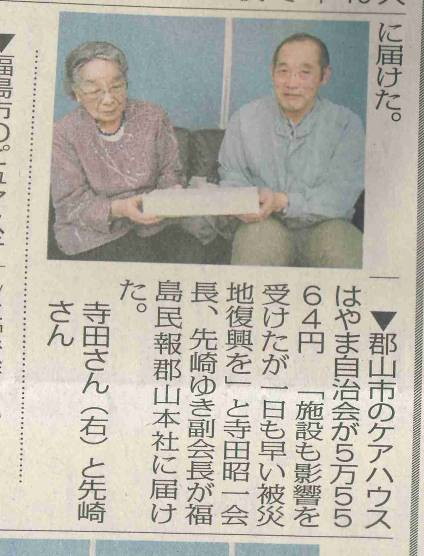 に届けた。
▼郡山市のケアハウス
はやま自治会が5万55
64円　「施設も影響を
受けたが一日も早い被災
地復興を」と寺田昭一会
長、先崎ゆき副会長が福
島民報郡山本社に届け
た。
寺田さん（右）と先崎
さん
▼福島市のピュア